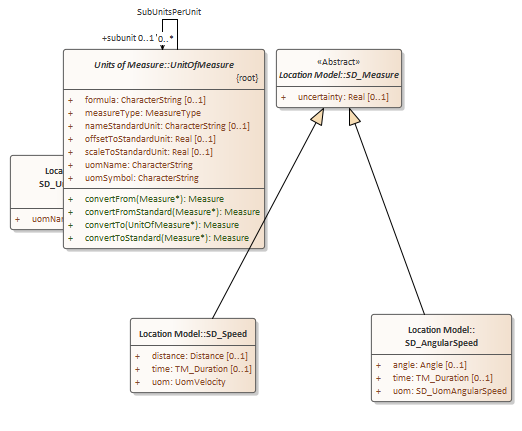 SubUnitsPerUnit
+subunit 0..1 0..*
Units of Measure::UnitOfMeasure
{root}
+ formula: CharacterString [0..1]
+ measureType: MeasureType
+ nameStandardUnit: CharacterString [0..1]
+ offsetToStandardUnit: Real [0..1]
+ scaleToStandardUnit: Real [0..1]
+ uomName: CharacterString
+ uomSymbol: CharacterString
+ convertFrom(Measure*): Measure
+ convertFromStandard(Measure*): Measure
+ convertTo(UnitOfMeasure*): Measure
+ convertToStandard(Measure*): Measure
«Abstract»
Location Model::SD_Measure
+ uncertainty: Real [0..1]
Location Model::SD_Speed
+ distance: Distance [0..1]
+ time: TM_Duration [0..1]
+ uom: UomVelocity
Location Model::
SD_AngularSpeed
+ angle: Angle [0..1]
+ time: TM_Duration [0..1]
+ uom: SD_UomAngularSpeed